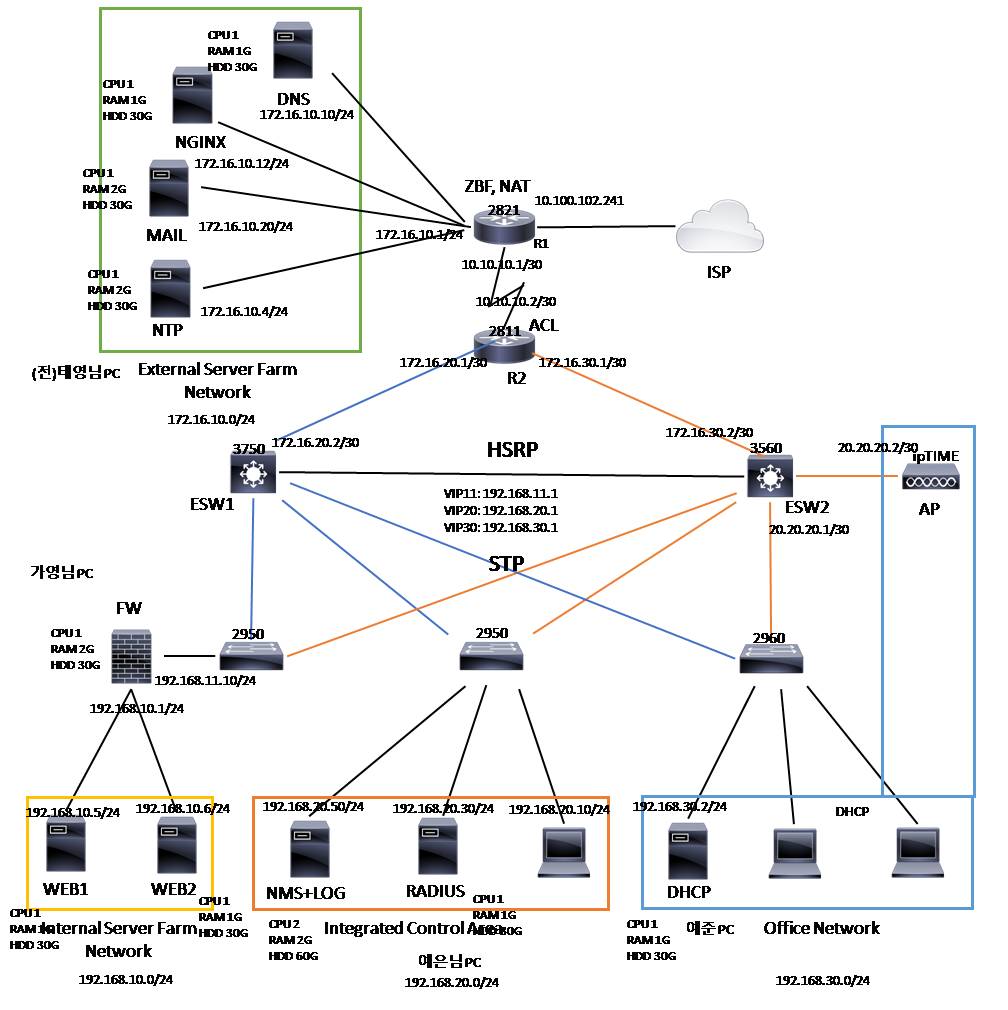 CPU 1
RAM 1G
HDD 30G
DNS
172.16.10.10/24
CPU 1
RAM 1G
HDD 30G
NGINX
172.16.10.12/24
CPU 1
RAM 2G
HDD 30G
MAIL
172.16.10.20/24
CPU 1
RAM 2G
HDD 30G
NTP
172.16.10.4/24
(전)태영님 PC
External Server Farm
Network
172.16.10.0/24
ZBF, NAT
10.100.102.241
2821
172.16.10.1/24
R1
ISP
10.10.10.1/30
10.10.10.2/30
ACL
2811
172.16.20.1/30
172.16.30.1/30
R2
172.16.20.2/30
3750
ESW1
HSRP
VIP11: 192.168.11.1
VIP20: 192.168.20.1
VIP30: 192.168.30.1
STP
172.16.30.2/30
3560
ESW2
20.20.20.1/30
20.20.20.2/30
ipTIME
AP
가영님 PC
FW
CPU 1
RAM 2G
HDD 30G
2950
192.168.11.10/24
192.168.10.1/24
2950
2960
192.168.10.5/24
192.168.10.6/24
WEB1
WEB2
CPU 1
RAM 1G
HDD 30G
CPU 1
RAM 1G
HDD 30G
Internal Server Farm
Network
192.168.10.0/24
192.168.20.50/24
192.168.20.30/24
192.168.20.10/24
NMS+LOG
RADIUS
CPU 2
RAM 2G
HDD 60G
CPU 1
RAM 1G
Integrated Control Area
예은님 PC
192.168.20.0/24
192.168.30.2/24
DHCP
DHCP
CPU 1
RAM 1G
HDD 30G
예준 PC
Office Network
192.168.30.0/24